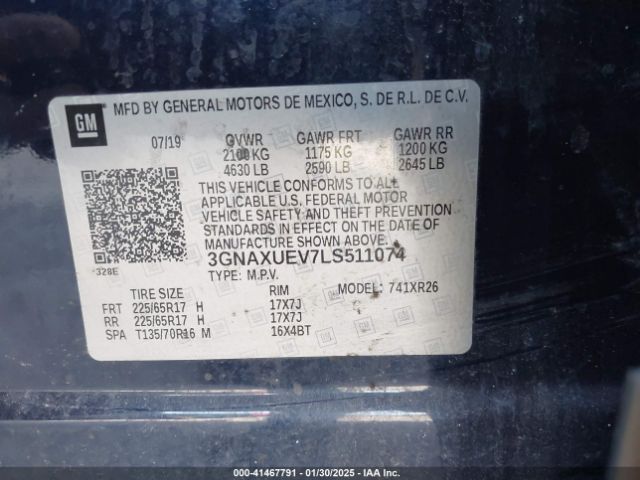 GM
MFD BY GENERAL MOTORS DE MEXICO, S. DE R.L. DE C.V.
07/19 GVWR GAWR FRT GAWR RR
2100 KG 1175 KG 1200 KG
4630 LB 2590 LB 2645 LB
THIS VEHICLE CONFORMS TO ALL
APPLICABLE U.S. FEDERAL MOTOR
VEHICLE SAFETY AND THEFT PREVENTION
STANDARDS IN EFFECT ON THE DATE OF
MANUFACTURE SHOWN ABOVE.
328E
3GNAXUEV7LS511074
TYPE: M.P.V.
TIRE SIZE RIM MODEL: 741XR26
FRT 225/65R17 H 17X7J
RR 225/65R17 H 17X7J
SPA T135/70R16 M 16X4BT
000-41467791 - 01/30/2025 - IAA Inc.